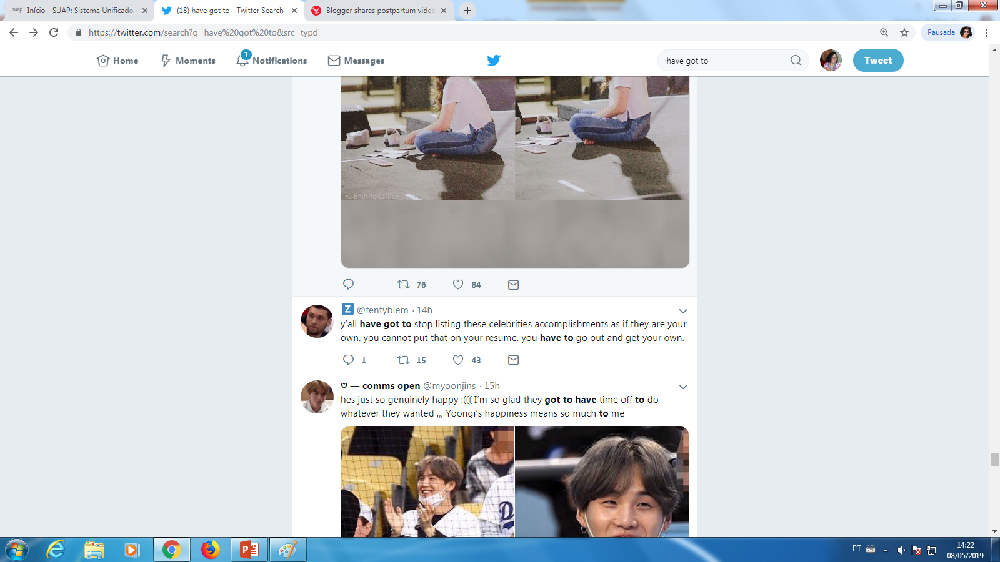 suap Início - SUAP: Sistema Unificado
(18) have got to - Twitter Search
Blogger shares postpartum video
https://twitter.com/search?q=have%20got%20to&src=typd
Pausada
Home
Moments
1
Notifications
Messages
have got to
Tweet
© BNK48 Office
76
84
Z @fentyblem · 14h
y'all have got to stop listing these celebrities accomplishments as if they are your
own. you cannot put that on your resume. you have to go out and get your own.
1
15
43
♡ — comms open @myoonjins · 15h
hes just so genuinely happy :((( I'm so glad they got to have time off to do
whatever they wanted ,,, Yoongi's happiness means so much to me
PT
14:22
08/05/2019